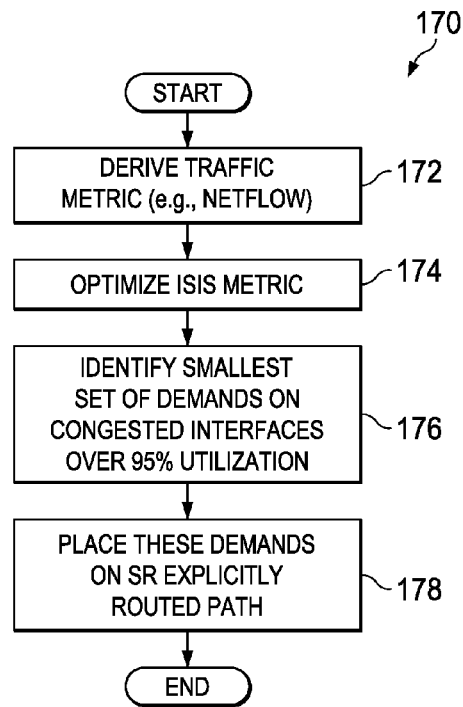 170
START
DERIVE TRAFFIC
METRIC (e.g., NETFLOW)
172
OPTIMIZE ISIS METRIC
174
IDENTIFY SMALLEST
SET OF DEMANDS ON
CONGESTED INTERFACES
OVER 95% UTILIZATION
176
PLACE THESE DEMANDS
ON SR EXPLICITLY
ROUTED PATH
178
END